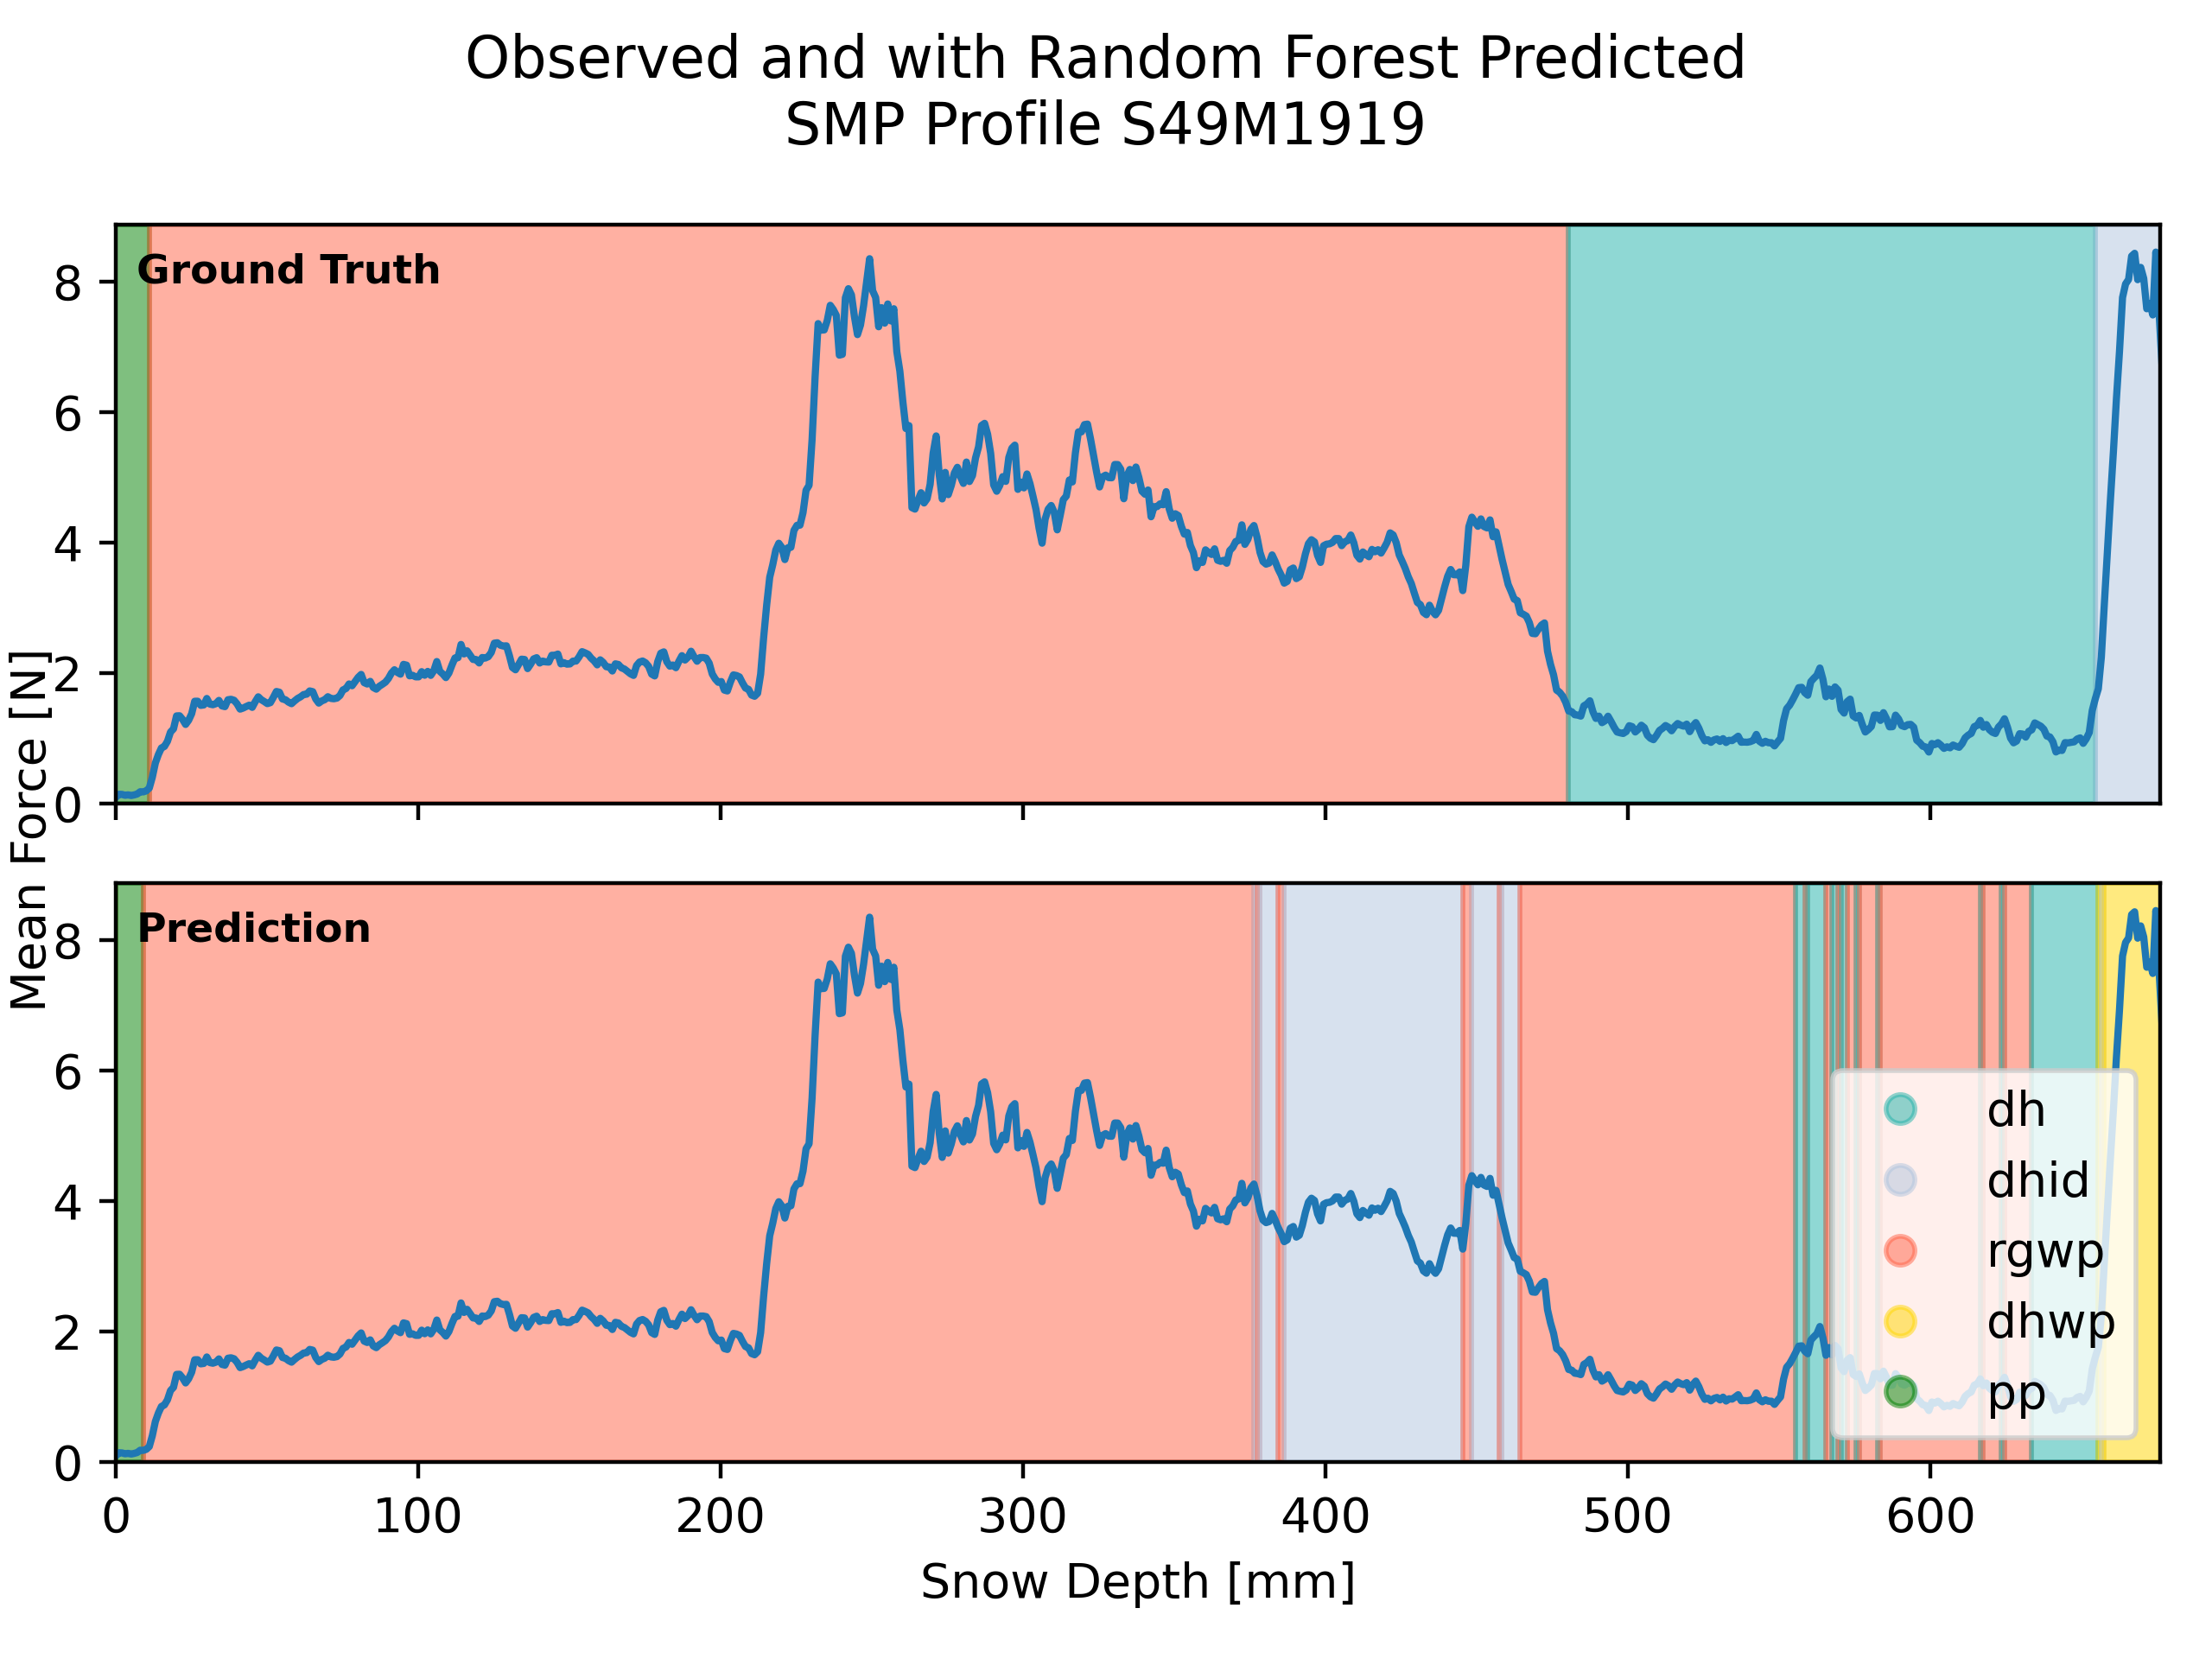 Observed and with Random Forest Predicted
SMP Profile S49M1919
Mean Force [N]
Ground Truth
8
6
4
2
0
Prediction
8
6
4
2
0
dh
dhid
rgwp
dhwp
pp
0 100 200 300 400 500 600
Snow Depth [mm]